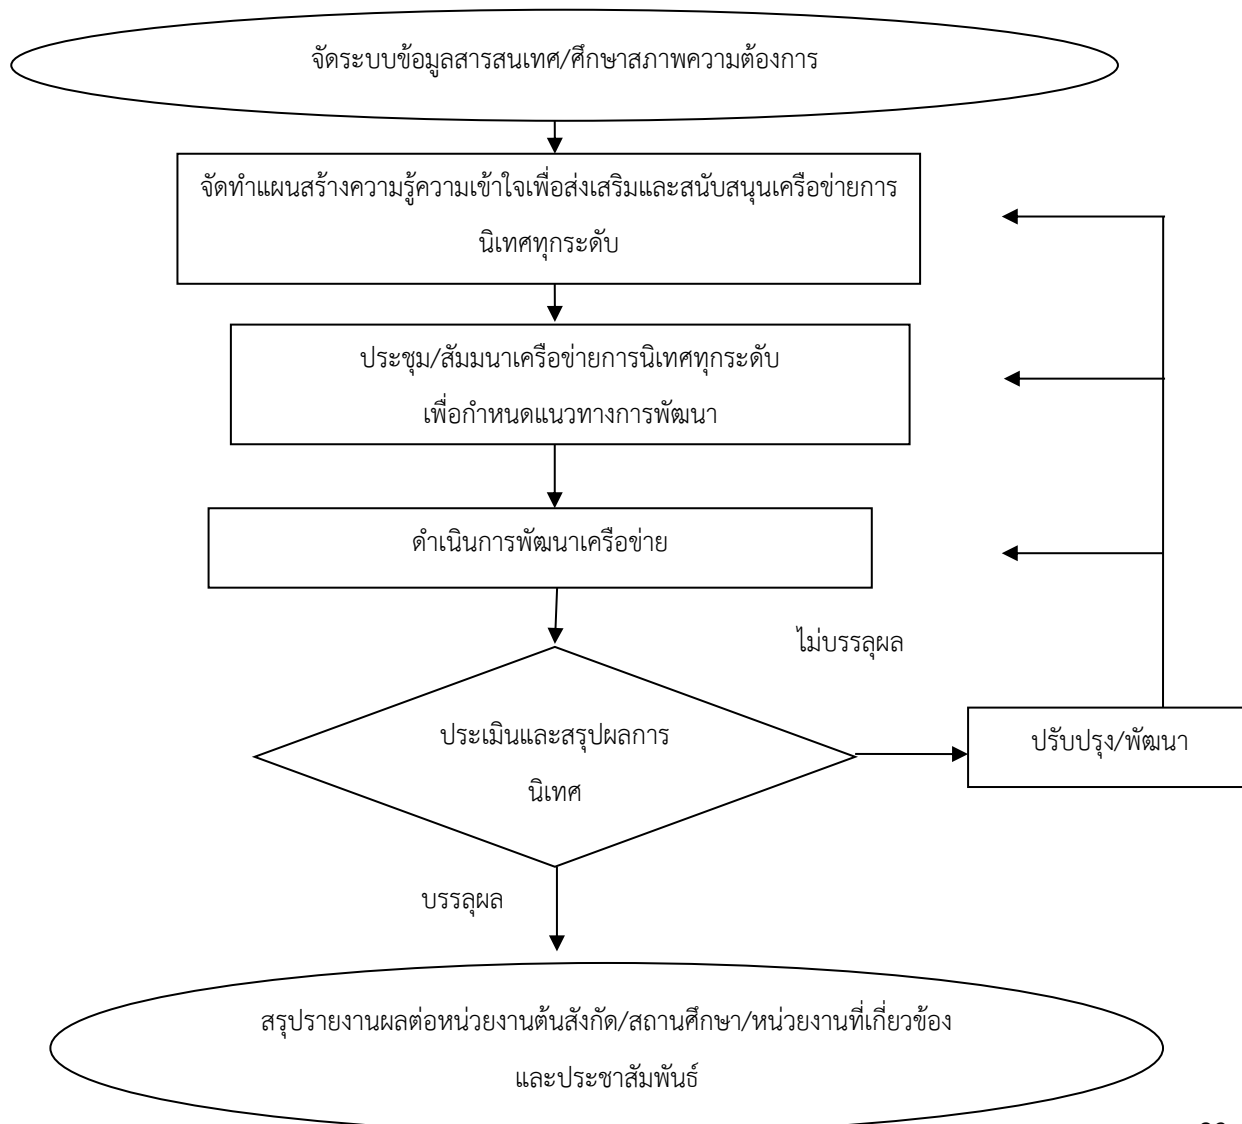 จัดระบบข้อมูลสารสนเทศ/ศึกษาสภาพความต้องการ
จัดทำแผนสร้างความรู้ความเข้าใจเพื่อส่งเสริมและสนับสนุนเครือข่ายการ
นิเทศทุกระดับ
ประชุม/สัมมนาเครือข่ายการนิเทศทุกระดับ
เพื่อกำหนดแนวทางการพัฒนา
ดำเนินการพัฒนาเครือข่าย
ไม่บรรลุผล
ประเมินและสรุปผลการ
นิเทศ
ปรับปรุง/พัฒนา
บรรลุผล
สรุปรายงานผลต่อหน่วยงานต้นสังกัด/สถานศึกษา/หน่วยงานที่เกี่ยวข้อง
และประชาสัมพันธ์